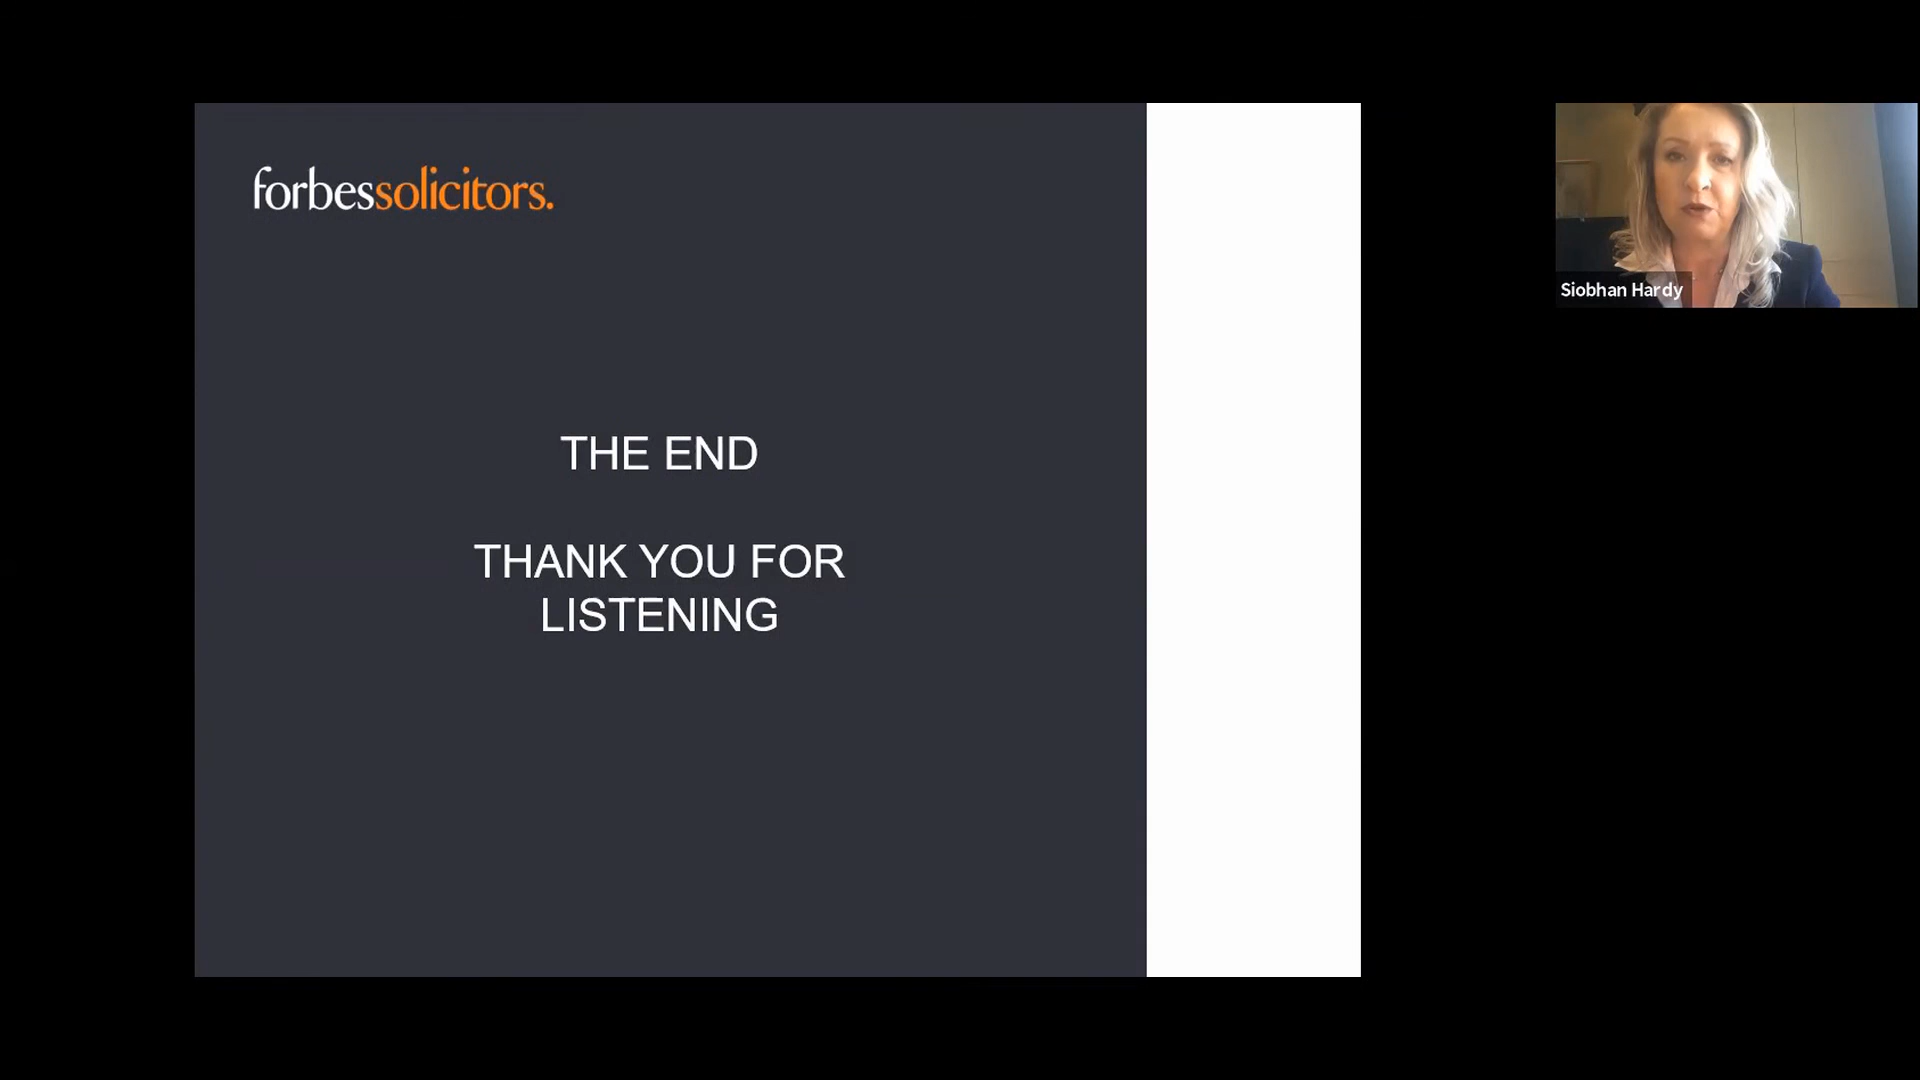 forbessolicitors.
THE END
THANK YOU FOR
LISTENING
Siobhan Hardy